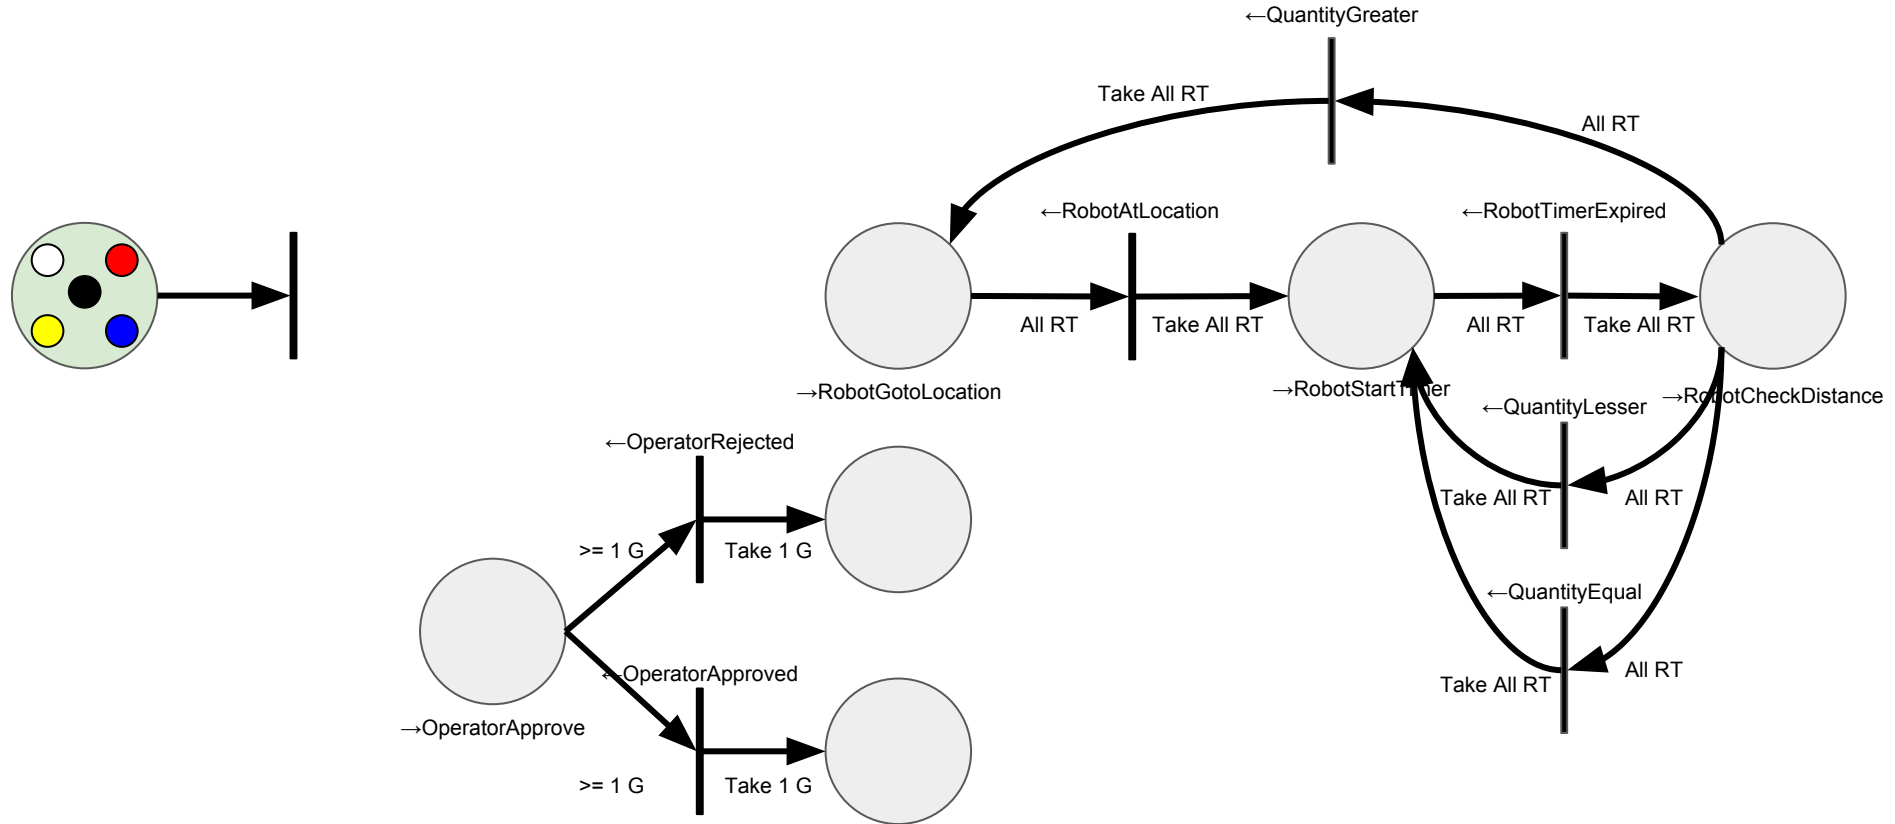 ←QuantityGreater
Take All RT
All RT
←RobotAtLocation
←RobotTimerExpired
All RT
Take All RT
All RT
Take All RT
→RobotGotoLocation
→RobotStartTimer
→RobotCheckDistance
←QuantityLesser
←OperatorRejected
Take All RT
All RT
>= 1 G
Take 1 G
←QuantityEqual
←OperatorApproved
Take All RT
All RT
→OperatorApprove
>= 1 G
Take 1 G